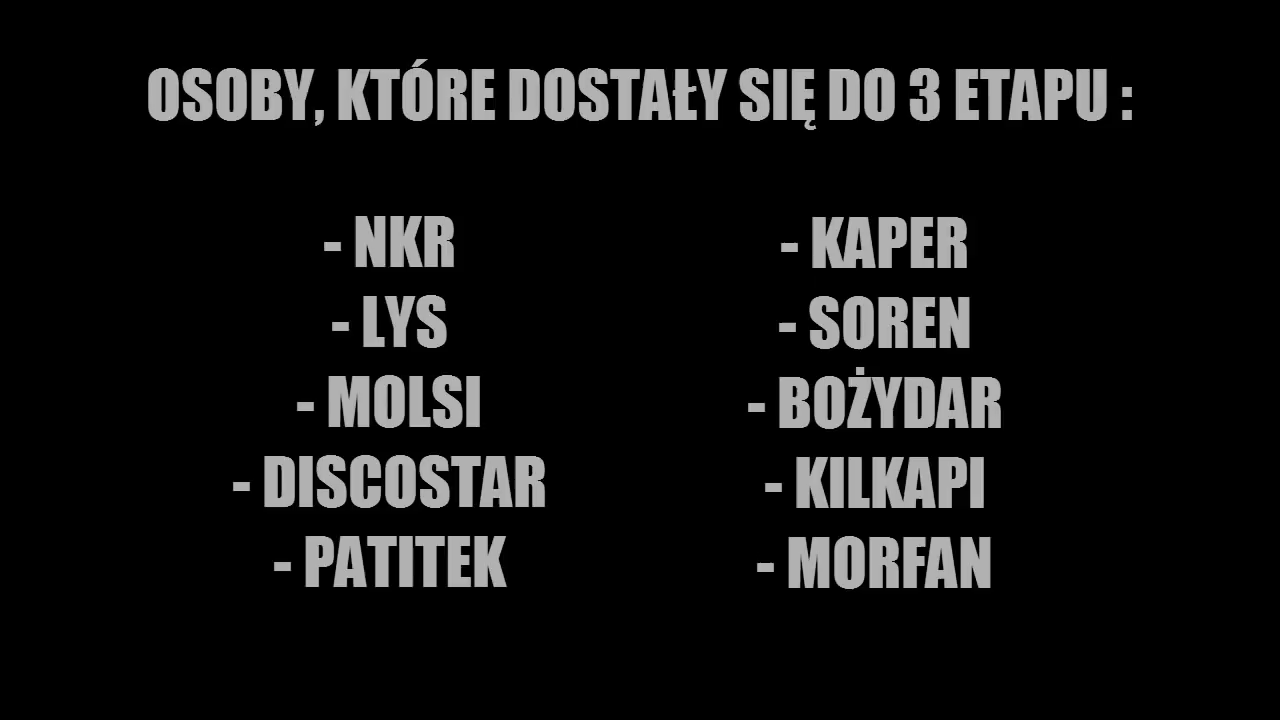 OSOBY, KTÓRE DOSTAŁY SIĘ DO 3 ETAPU :
- NKR
- LYS
- MOLSI
- DISCOSTAR
- PATITEK
- KAPER
- SOREN
- BOŻYDAR
- KILKAPI
- MORFAN